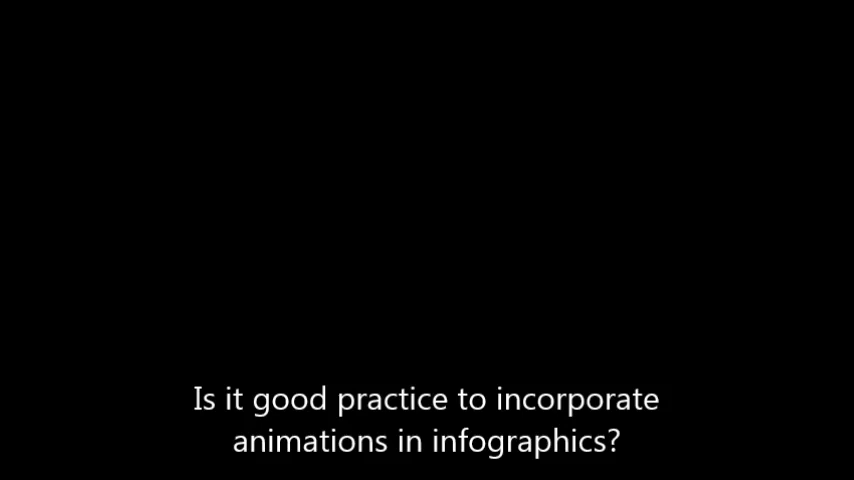 Is it good practice to incorporate
animations in infographics?